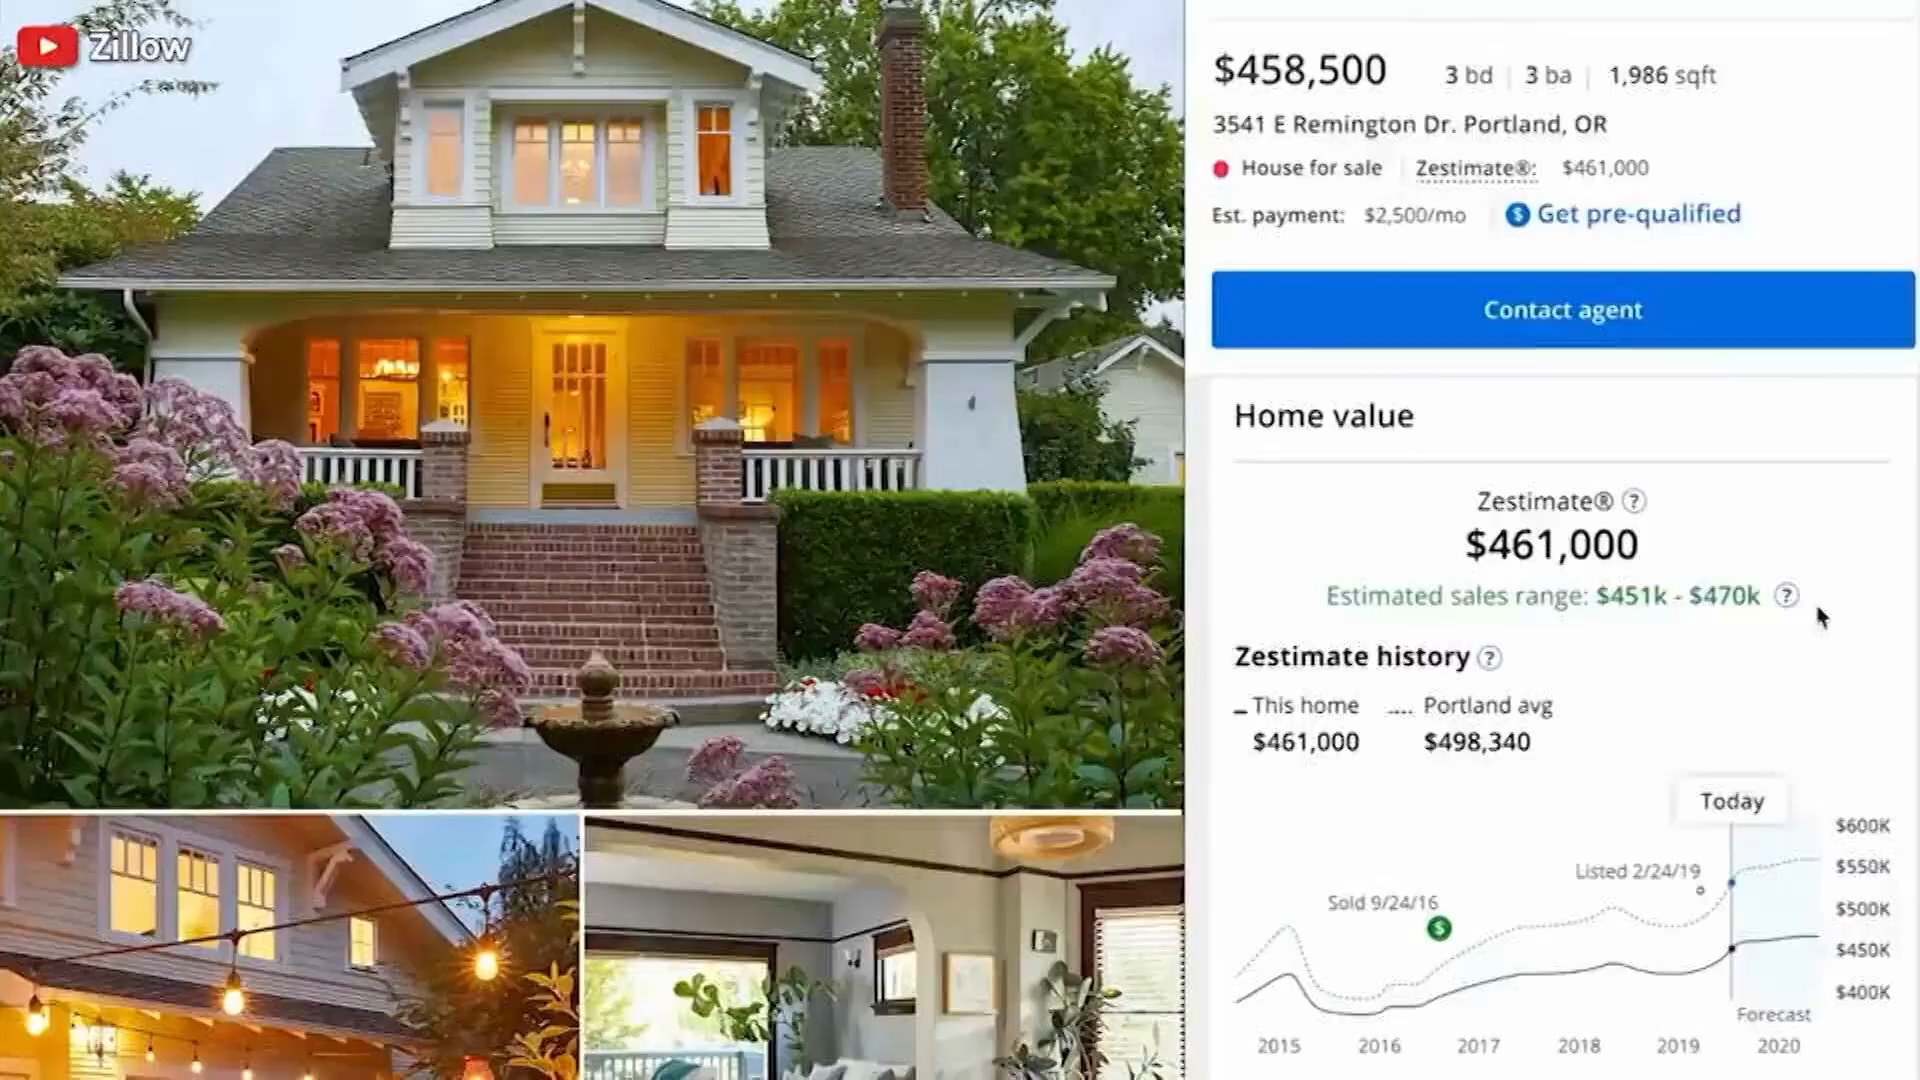 Zillow
$458,500 3 bd 3 ba 1,986 sqft
3541 E Remington Dr. Portland, OR
House for sale Zestimate®: $461,000
Est. payment: $2,500/mo $ Get pre-qualified
Contact agent
Home value
Zestimate® ?
$461,000
Estimated sales range: $451k - $470k ?
Zestimate history ?
This home Portland avg
$461,000 $498,340
Today
$600K
$550K
$500K
$450K
$400K
Listed 2/24/19
Sold 9/24/16
$
Forecast
2015 2016 2017 2018 2019 2020